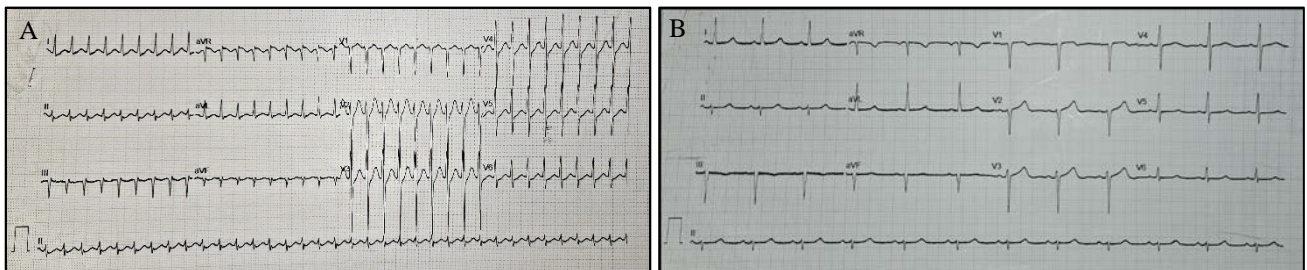 A
I aVR V1 V4
II aVL V2 V5
III aVF V3 V6
II
B
I aVR V1 V4
II aVL V2 V5
III aVF V3 V6
II